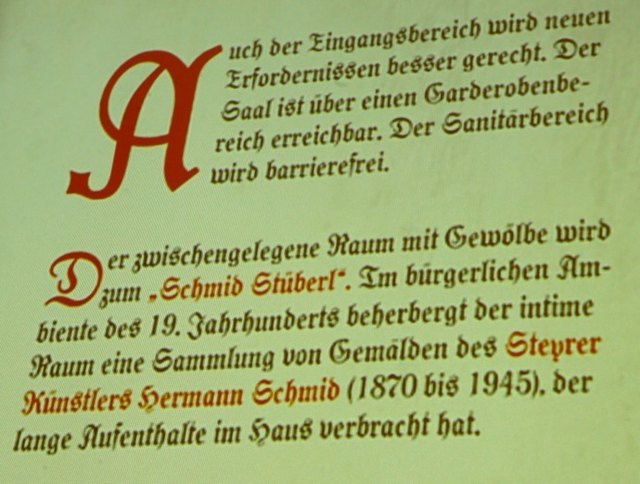 Auch der Eingangsbereich wird neuen
Erfordernissen besser gerecht. Der
Saal ist über einen Garderobenbe-
reich erreichbar. Der Sanitärbereich
wird barrierefrei.
Der zwischengelegene Raum mit Gewölbe wird
zum „Schmid Stüberl“. Im bürgerlichen Am-
biente des 19. Jahrhunderts beherbergt der intime
Raum eine Sammlung von Gemälden des Steyrer
Künstlers Hermann Schmid (1870 bis 1945), der
lange Aufenthalte im Haus verbracht hat.